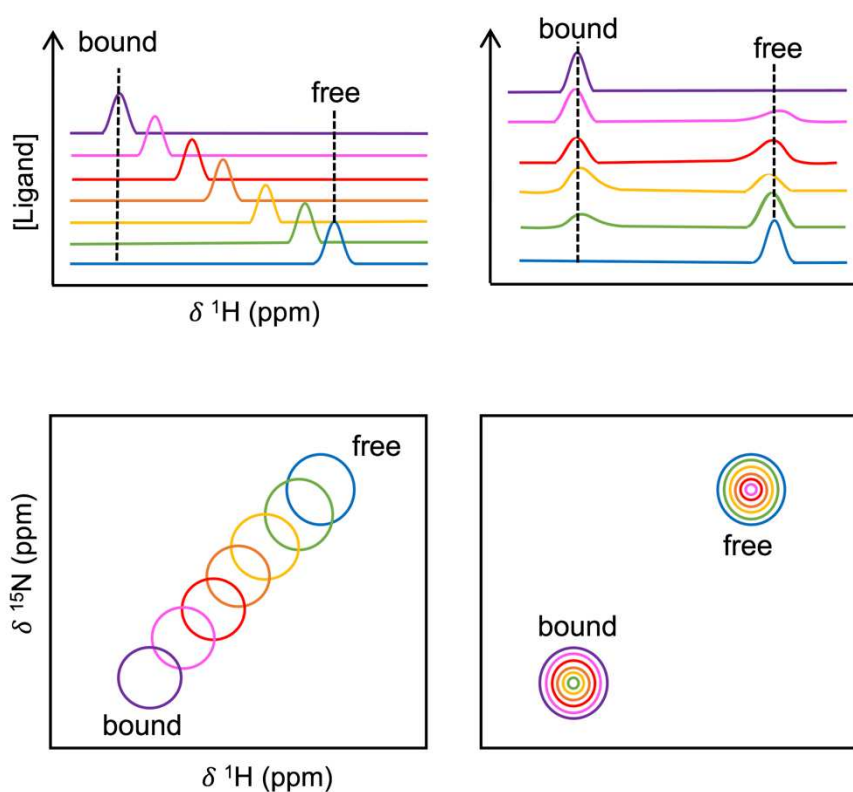 bound
free
[Ligand]
δ ¹H (ppm)
bound
free
free
bound
δ ¹⁵N (ppm)
δ ¹H (ppm)
free
bound